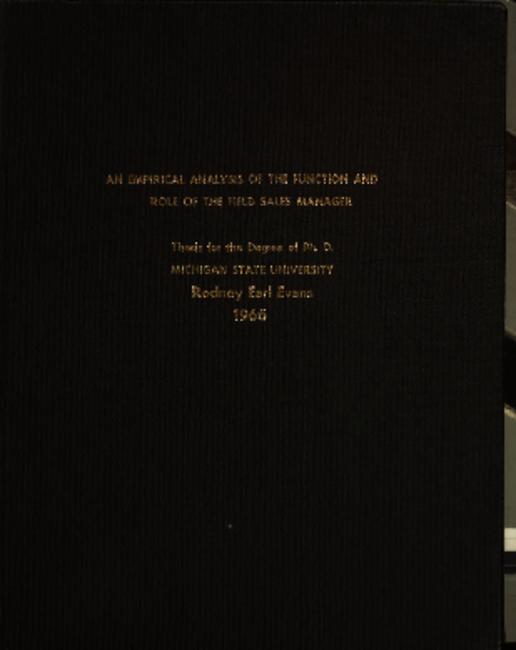 AN EMPIRICAL ANALYSIS OF THE FUNCTION AND
ROLE OF THE FIELD SALES MANAGER
Thesis for the Degree of Ph. D.
MICHIGAN STATE UNIVERSITY
Rodney Earl Evans
1966